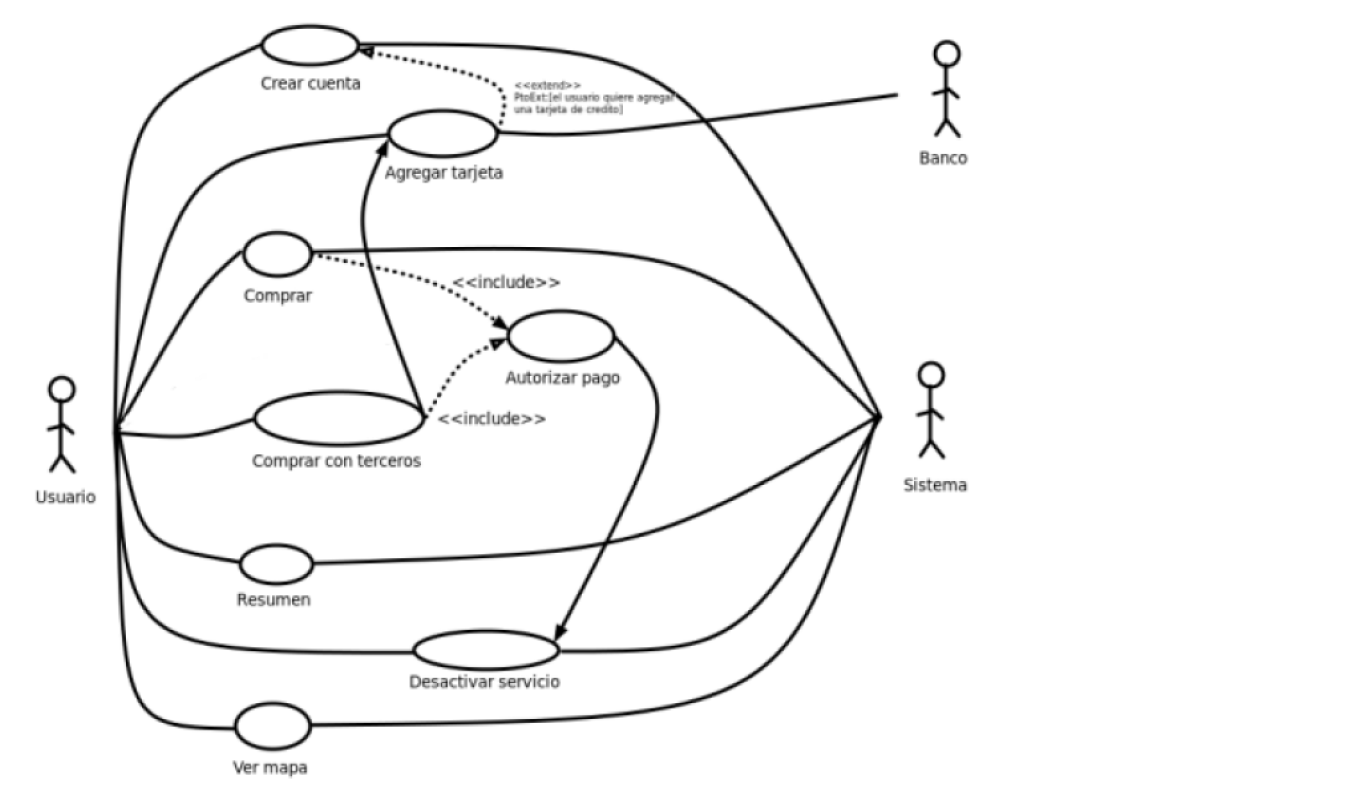 Crear cuenta
<<extend>>
PtoExt:[el usuario quiere agregar
una tarjeta de credito]
Banco
Agregar tarjeta
<<include>>
Comprar
Autorizar pago
<<include>>
Comprar con terceros
Sistema
Usuario
Resumen
Desactivar servicio
Ver mapa